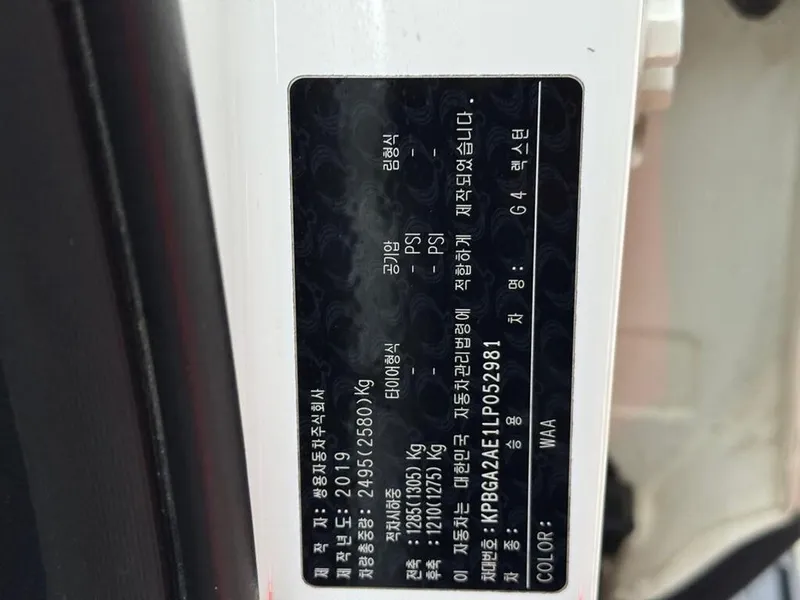 제 작 자: 쌍용자동차주식회사
제 작 년 도: 2019
차량총중량: 2495(2580)Kg
적차시하중 타이어형식 공기압 림형식
전축 :1285(1305) Kg - - PSI -
후축 :1210(1275) Kg - - PSI -
이 자동차는 대한민국 자동차관리법령에 적합하게 제작되었습니다.
차대번호: KPBGA2AE1LP052981
차 종: 승 용 차 명: G4 렉스턴
COLOR: WAA